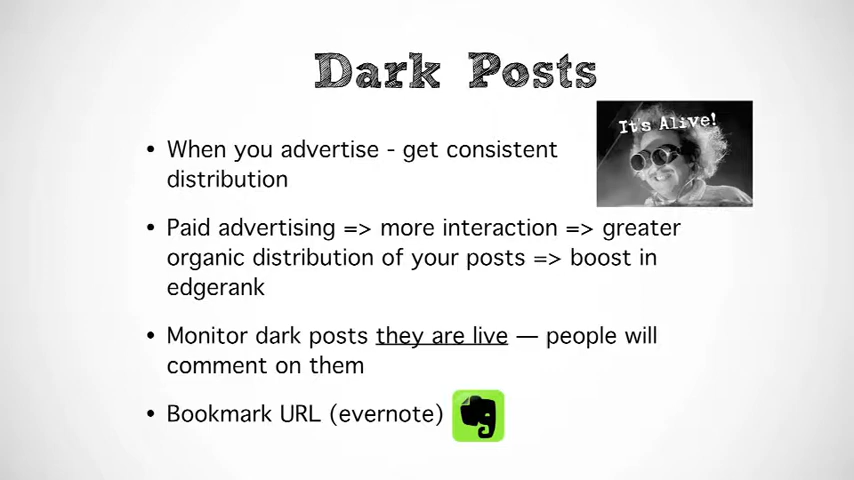 Dark Posts
It's Alive!
• When you advertise - get consistent
distribution
• Paid advertising => more interaction => greater
organic distribution of your posts => boost in
edgerank
• Monitor dark posts they are live — people will
comment on them
• Bookmark URL (evernote)